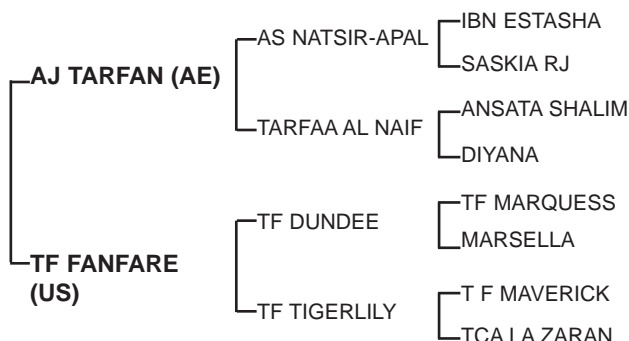 IBN ESTASHA
AS NATSIR-APAL
SASKIA RJ
AJ TARFAN (AE)
ANSATA SHALIM
TARFAA AL NAIF
DIYANA
TF MARQUESS
TF DUNDEE
MARSELLA
TF FANFARE
(US)
T F MAVERICK
TF TIGERLILY
TCA LA ZARAN